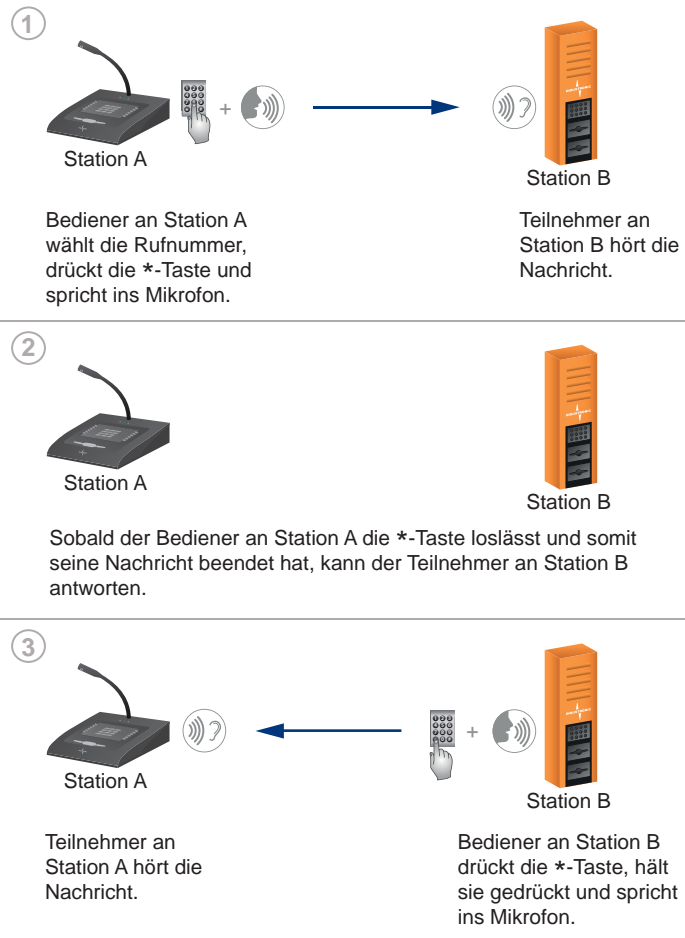 1
Station A
+
Station B
Bediener an Station A
wählt die Rufnummer,
drückt die *-Taste und
spricht ins Mikrofon.
Teilnehmer an
Station B hört die
Nachricht.
2
Station A
Station B
Sobald der Bediener an Station A die *-Taste loslässt und somit
seine Nachricht beendet hat, kann der Teilnehmer an Station B
antworten.
3
Station A
+
Station B
Teilnehmer an
Station A hört die
Nachricht.
Bediener an Station B
drückt die *-Taste, hält
sie gedrückt und spricht
ins Mikrofon.